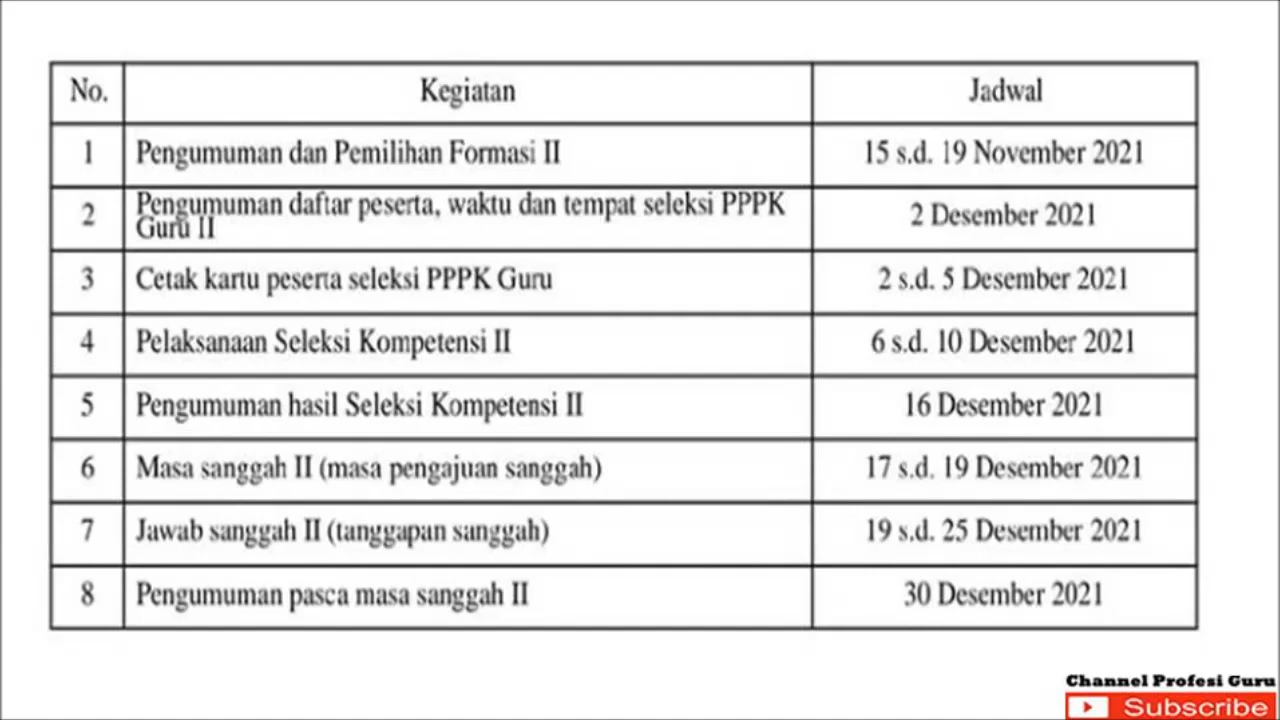 No. Kegiatan Jadwal
1 Pengumuman dan Pemilihan Formasi II 15 s.d. 19 November 2021
2 Pengumuman daftar peserta, waktu dan tempat seleksi PPPK
Guru II 2 Desember 2021
3 Cetak kartu peserta seleksi PPPK Guru 2 s.d. 5 Desember 2021
4 Pelaksanaan Seleksi Kompetensi II 6 s.d. 10 Desember 2021
5 Pengumuman hasil Seleksi Kompetensi II 16 Desember 2021
6 Masa sanggah II (masa pengajuan sanggah) 17 s.d. 19 Desember 2021
7 Jawab sanggah II (tanggapan sanggah) 19 s.d. 25 Desember 2021
8 Pengumuman pasca masa sanggah II 30 Desember 2021
Channel Profesi Guru
Subscribe